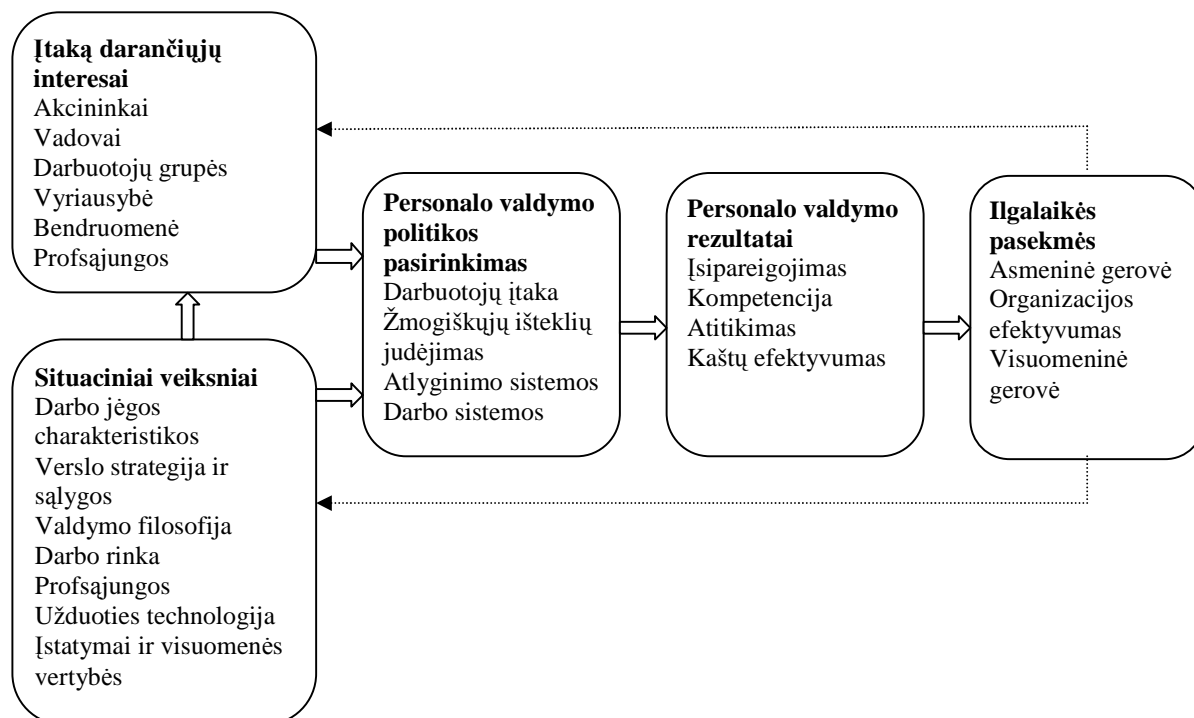 Įtaką darančiųjų
interesai
Akcininkai
Vadovai
Darbuotojų grupės
Vyriausybė
Bendruomenė
Profsąjungos
Situaciniai veiksniai
Darbo jėgos
charakteristikos
Verslo strategija ir
sąlygos
Valdymo filosofija
Darbo rinka
Profsąjungos
Užduoties technologija
Įstatymai ir visuomenės
vertybės
Personalo valdymo
politikos
pasirinkimas
Darbuotojų įtaka
Žmogiškųjų išteklių
judėjimas
Atlyginimo sistemos
Darbo sistemos
Personalo valdymo
rezultatai
Įsipareigojimas
Kompetencija
Atitikimas
Kaštų efektyvumas
Ilgalaikės
pasekmės
Asmeninė gerovė
Organizacijos
efektyvumas
Visuomeninė
gerovė